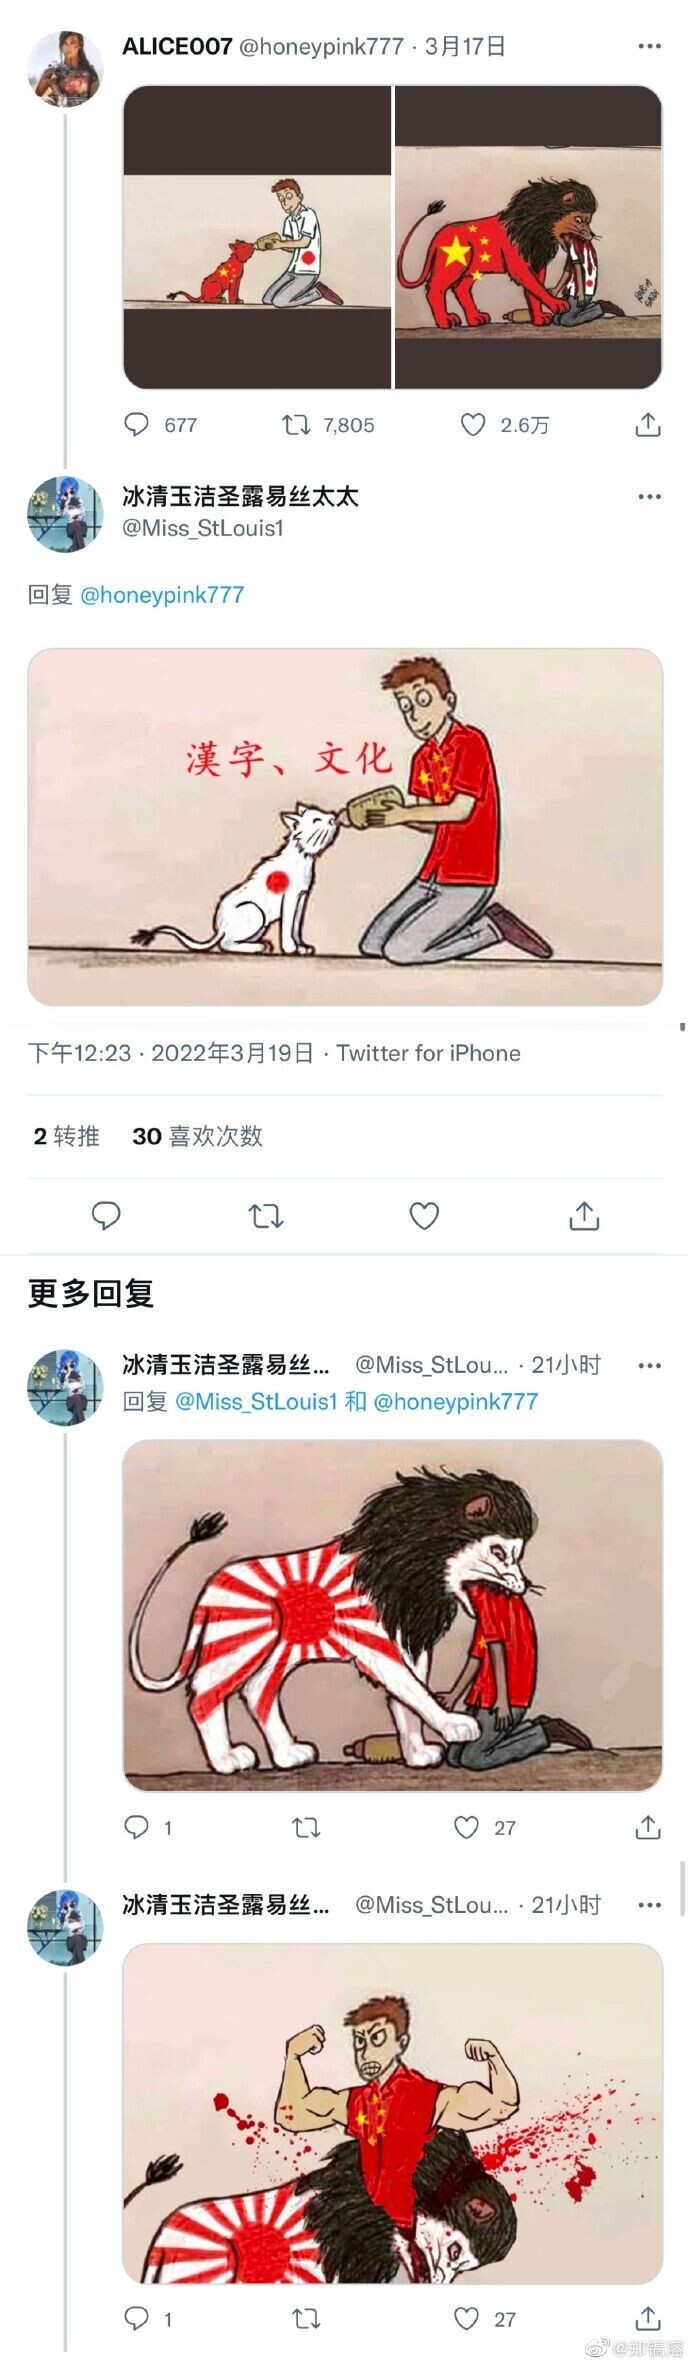 ALICE007 @honeypink777 · 3月17日
KARIM
SADI
677 7,805 2.6万
冰清玉洁圣露易丝太太
@Miss_StLouis1
回复 @honeypink777
漢字、文化
下午12:23 · 2022年3月19日 · Twitter for iPhone
2 转推 30 喜欢次数
更多回复
冰清玉洁圣露易丝... @Miss_StLou... · 21小时
回复 @Miss_StLouis1 和 @honeypink777
1 27
冰清玉洁圣露易丝... @Miss_StLou... · 21小时
1 27
@郑镐溶